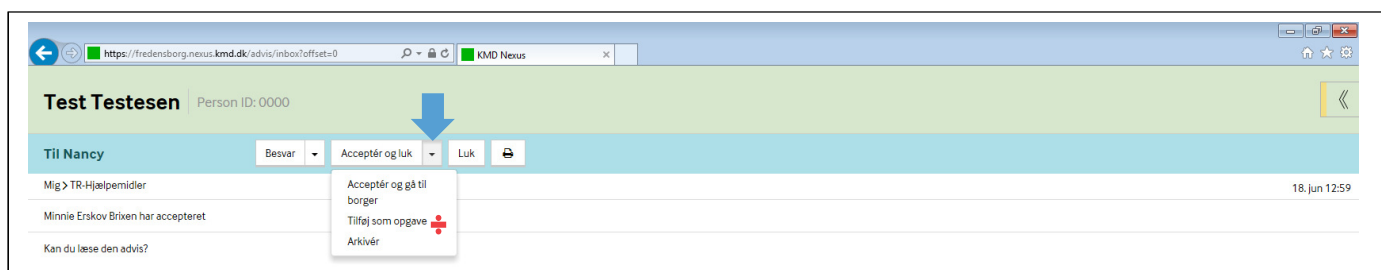 https://fredensborg.nexus.kmd.dk/advis/inbox?offset=0
KMD Nexus
Test Testesen Person ID: 0000
Til Nancy Besvar Acceptér og luk Luk
Mig > TR-Hjælpemidler Acceptér og gå til borger 18. jun 12:59
Minnie Erskov Brixen har accepteret Tilføj som opgave
Kan du læse den advis? Arkivér